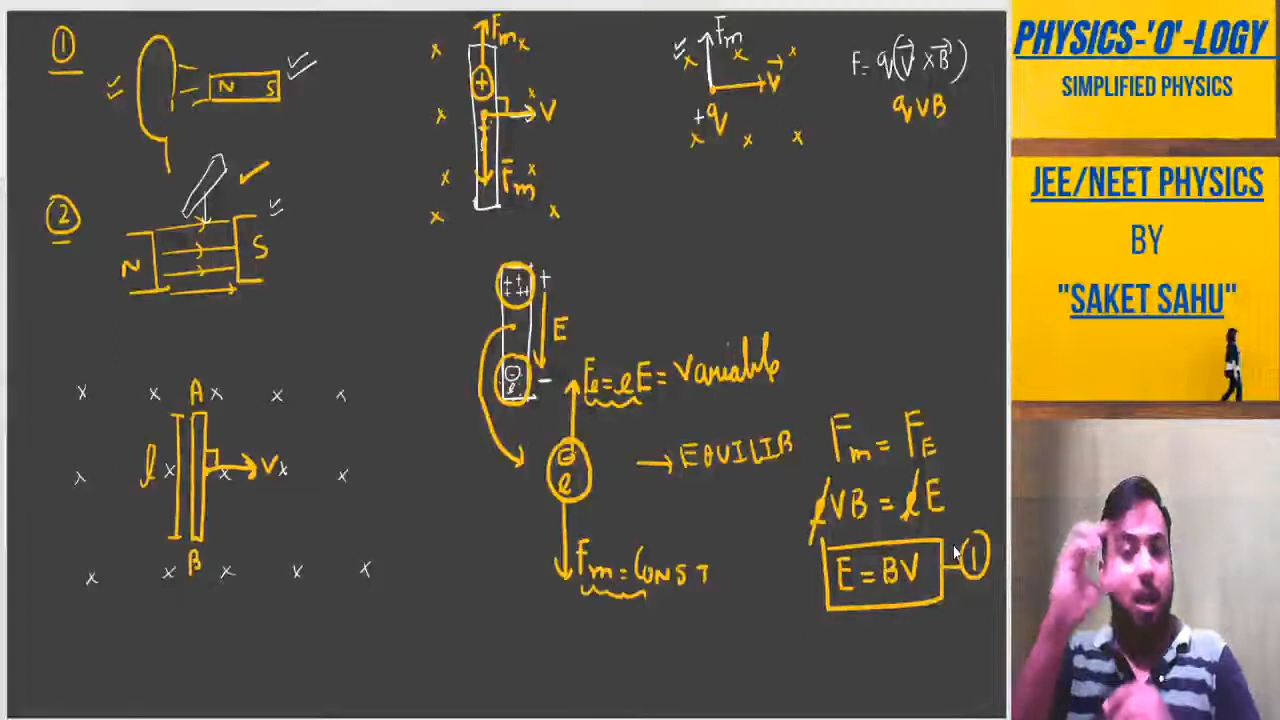 1
N S
2
N
S
Fm
+
V
Fm
Fm
V
+q
F = q(V x B)
qVB
+ + + +
+
E
-
e
-
Fe = eE = Variable
→ EQUILIB
Fm = FE
eVB = eE
E = BV
1
- e
Fm = CONST
A
l
V
B
PHYSICS-'O'-LOGY
SIMPLIFIED PHYSICS
JEE/NEET PHYSICS
BY
"SAKET SAHU"